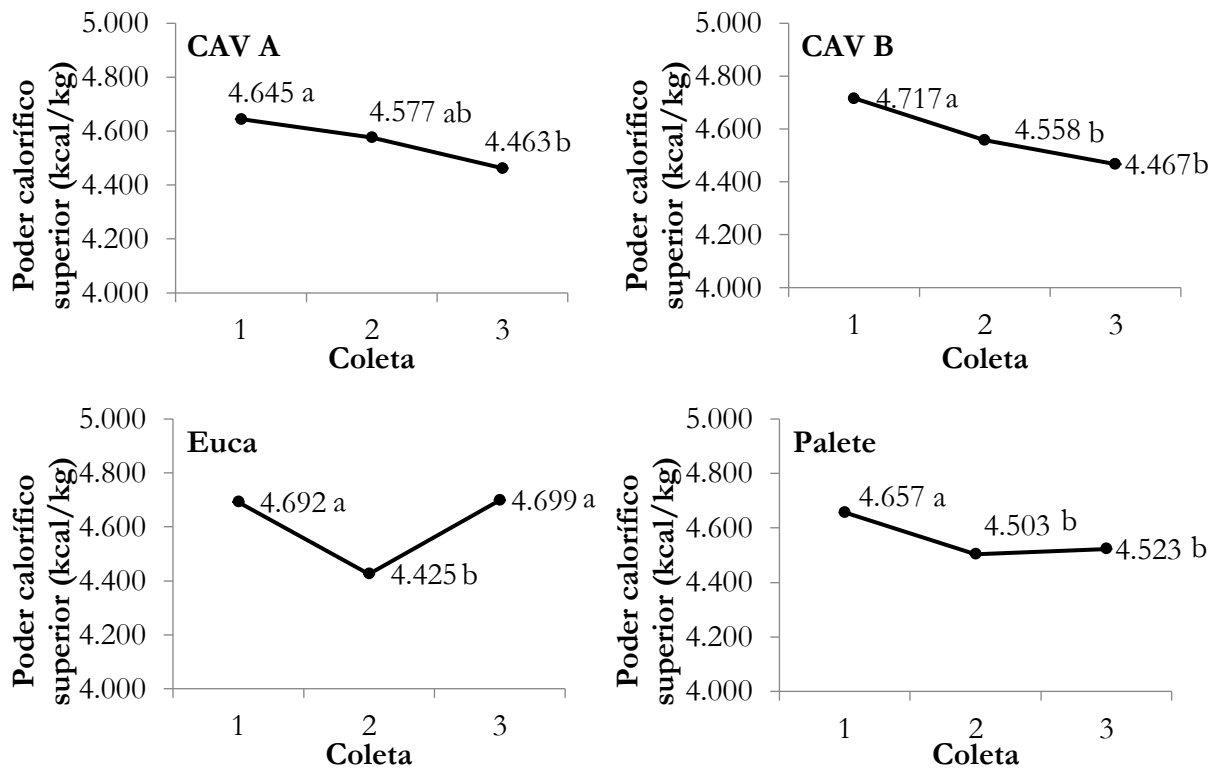 CAV A
Poder calorífico
superior (kcal/kg)
5.000
4.800
4.600
4.400
4.200
4.000
4.645 a
4.577 ab
4.463 b
1
2
3
Coleta
CAV B
Poder calorífico
superior (kcal/kg)
5.000
4.800
4.600
4.400
4.200
4.000
4.717 a
4.558 b
4.467 b
1
2
3
Coleta
Euca
Poder calorífico
superior (kcal/kg)
5.000
4.800
4.600
4.400
4.200
4.000
4.692 a
4.425 b
4.699 a
1
2
3
Coleta
Palete
Poder calorífico
superior (kcal/kg)
5.000
4.800
4.600
4.400
4.200
4.000
4.657 a
4.503 b
4.523 b
1
2
3
Coleta